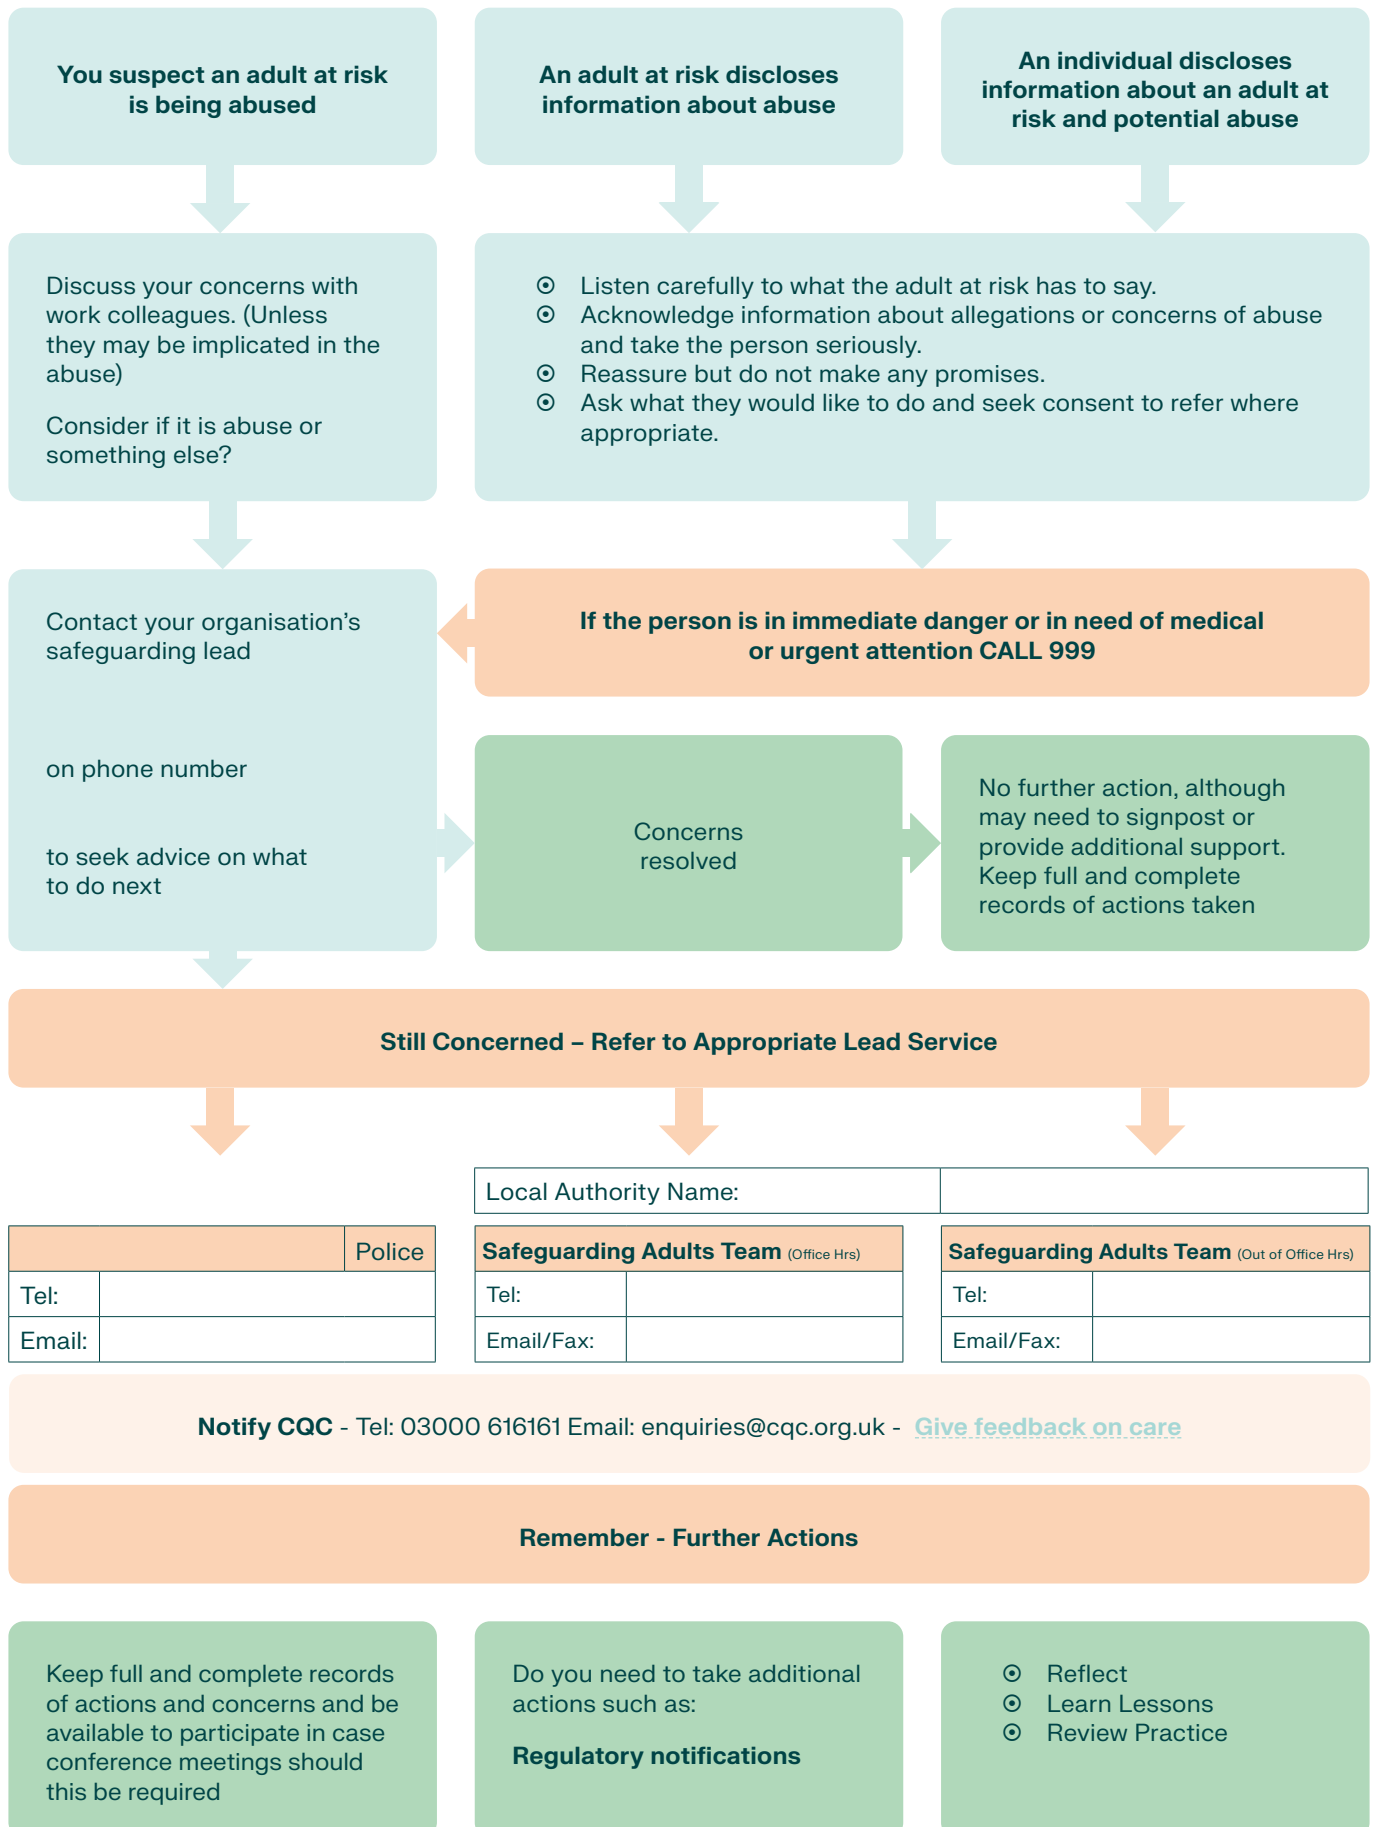 You suspect an adult at risk
is being abused
An adult at risk discloses
information about abuse
An individual discloses
information about an adult at
risk and potential abuse
Discuss your concerns with
work colleagues. (Unless
they may be implicated in the
abuse)
Consider if it is abuse or
something else?
Listen carefully to what the adult at risk has to say.
Acknowledge information about allegations or concerns of abuse
and take the person seriously.
Reassure but do not make any promises.
Ask what they would like to do and seek consent to refer where
appropriate.
Contact your organisation's
safeguarding lead
on phone number
to seek advice on what
to do next
If the person is in immediate danger or in need of medical
or urgent attention CALL 999
Concerns
resolved
No further action, although
may need to signpost or
provide additional support.
Keep full and complete
records of actions taken
Still Concerned – Refer to Appropriate Lead Service
Local Authority Name:
Police
Tel:
Email:
Safeguarding Adults Team (Office Hrs)
Tel:
Email/Fax:
Safeguarding Adults Team (Out of Office Hrs)
Tel:
Email/Fax:
Notify CQC - Tel: 03000 616161 Email: enquiries@cqc.org.uk - Give feedback on care
Remember - Further Actions
Keep full and complete records
of actions and concerns and be
available to participate in case
conference meetings should
this be required
Do you need to take additional
actions such as:
Regulatory notifications
Reflect
Learn Lessons
Review Practice